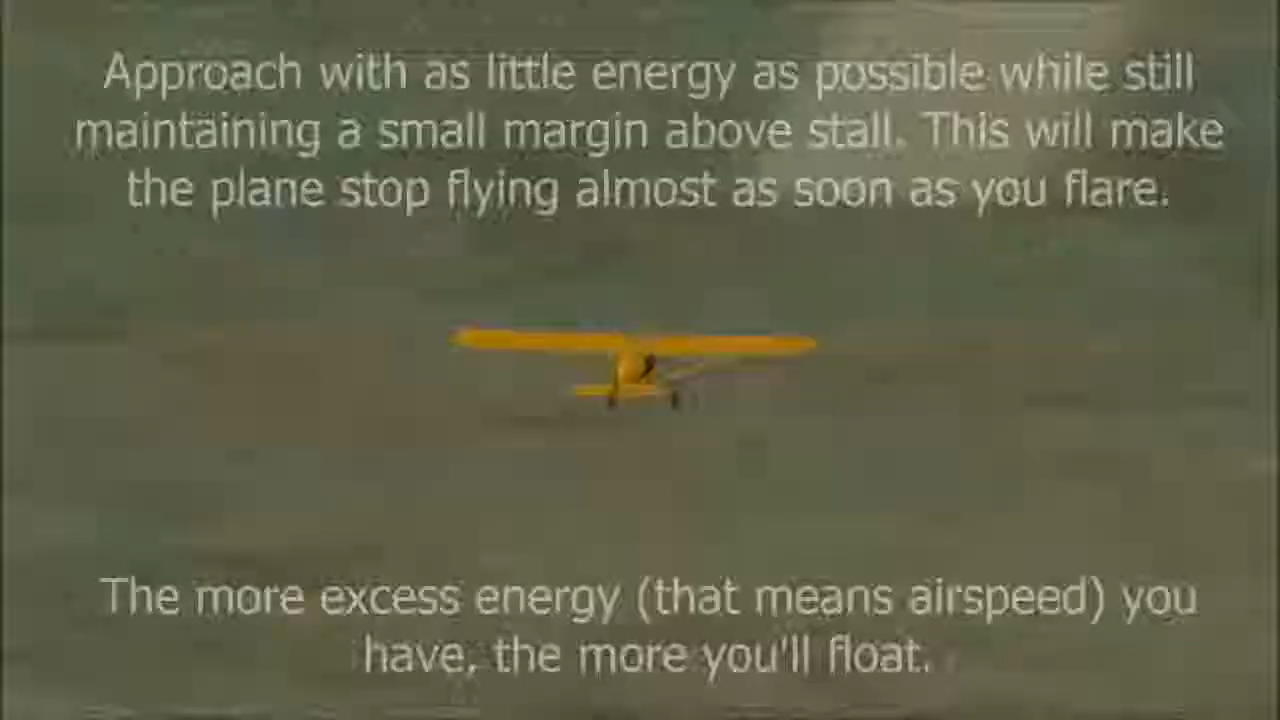 Approach with as little energy as possible while still
maintaining a small margin above stall. This will make
the plane stop flying almost as soon as you flare.
The more excess energy (that means airspeed) you
have, the more you'll float.